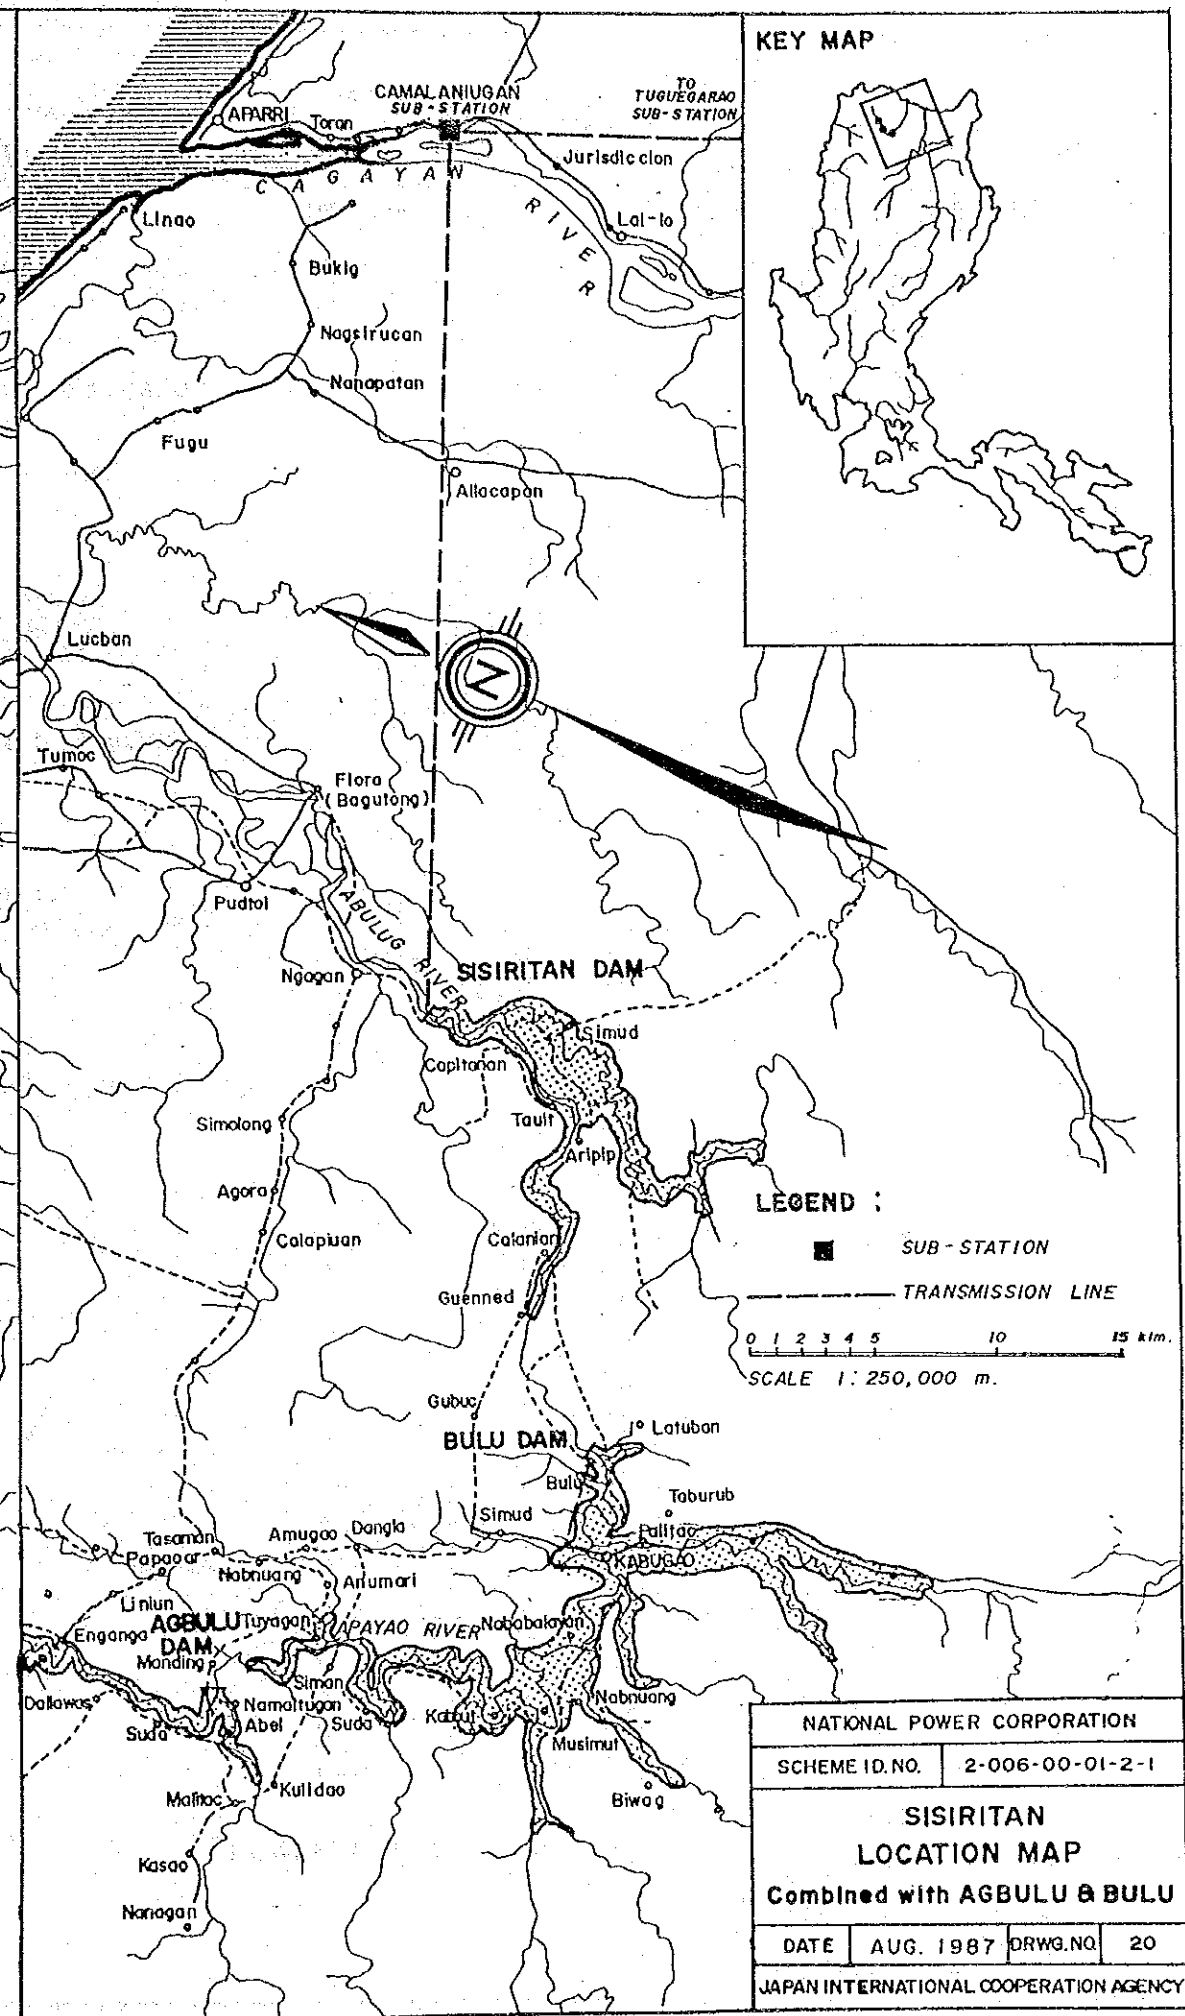 KEY MAP
CAMALANIUGAN
SUB-STATION
TO
TUGUEGARAO
SUB-STATION
APARRI
Toran
Jurisdiccion
CAGAYAN
RIVER
Lal-lo
Linao
Bukig
Nagsirucan
Nanapatan
Fugu
Allacapan
Lucban
N
Tumoc
Flora
(Bagutong)
Pudtol
ABULUG RIVER
Ngagan
SISIRITAN DAM
Simud
Capitanan
Simolong
Tault
Aripip
Agora
LEGEND :
Calapiuan
Calanian
SUB-STATION
Guenned
TRANSMISSION LINE
0 1 2 3 4 5 10 15 klm.
SCALE 1: 250,000 m.
Gubuc
Latuban
BULU DAM
Bulu
Taburub
Simud
Tasaman
Amugao
Dangla
Palitao
Papaoar
Nabnuang
KABUGAO
Anumari
Liniun
AGBULU
DAM
Tuyagan
APAYAO RIVER
Nababalayan
Enganga
Manding
Siman
Dallawas
Namaltugan
Nabnuang
Suda
Abel
Suda
Kabut
Musimut
Kulidao
Malitac
Biwag
Kasao
Nanagan
NATIONAL POWER CORPORATION
SCHEME ID.NO. 2-006-00-01-2-1
SISIRITAN
LOCATION MAP
Combined with AGBULU & BULU
DATE AUG. 1987 DRWG.NO. 20
JAPAN INTERNATIONAL COOPERATION AGENCY